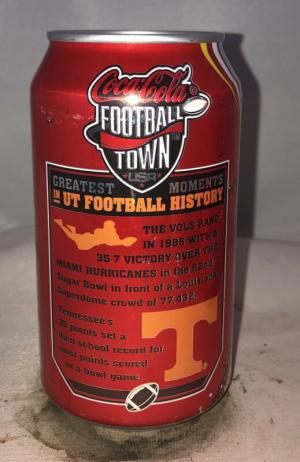 Coca-Cola
®
FOOTBALL
TOWN
USA
GREATEST MOMENTS
IN UT FOOTBALL HISTORY
THE VOLS RANG
IN 1986 WITH A
35-7 VICTORY OVER THE
MIAMI HURRICANES in the 52nd
Sugar Bowl in front of a Louisiana
Superdome crowd of 77,432.
Tennessee's
35 points set a
then school record for
most points scored
in a bowl game.
T
®